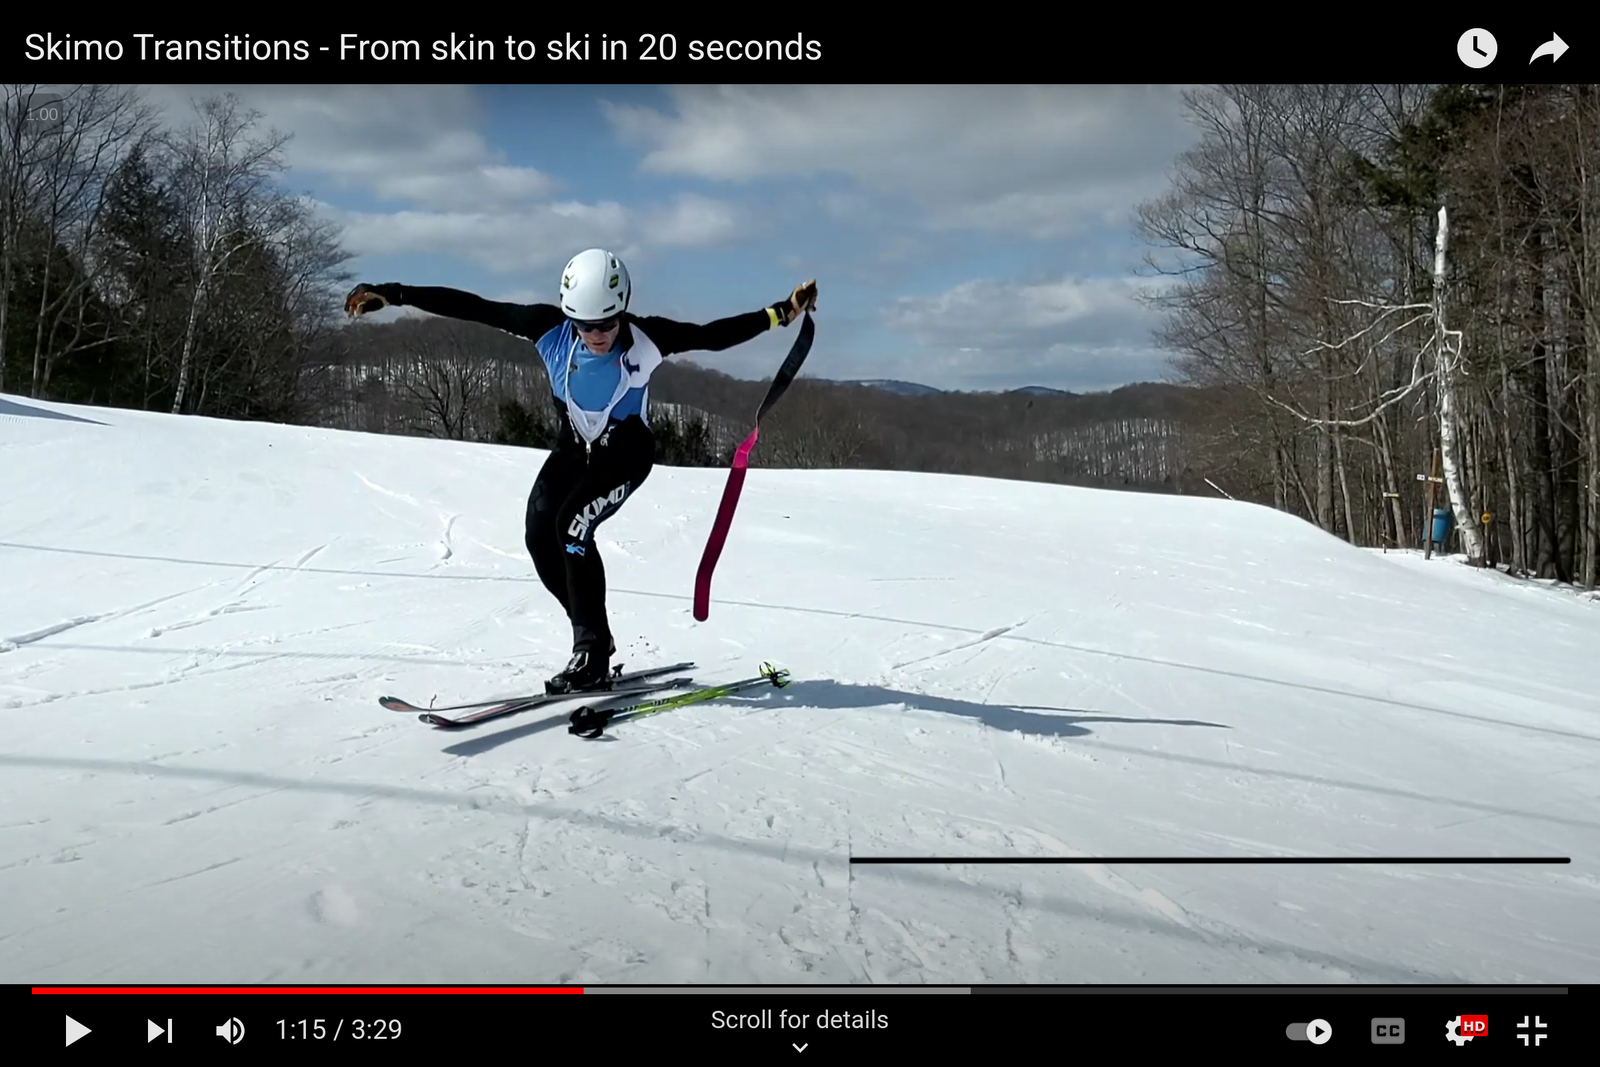 Skimo Transitions - From skin to ski in 20 seconds
1.00
SKIMO
1:15 / 3:29
Scroll for details
CC
HD